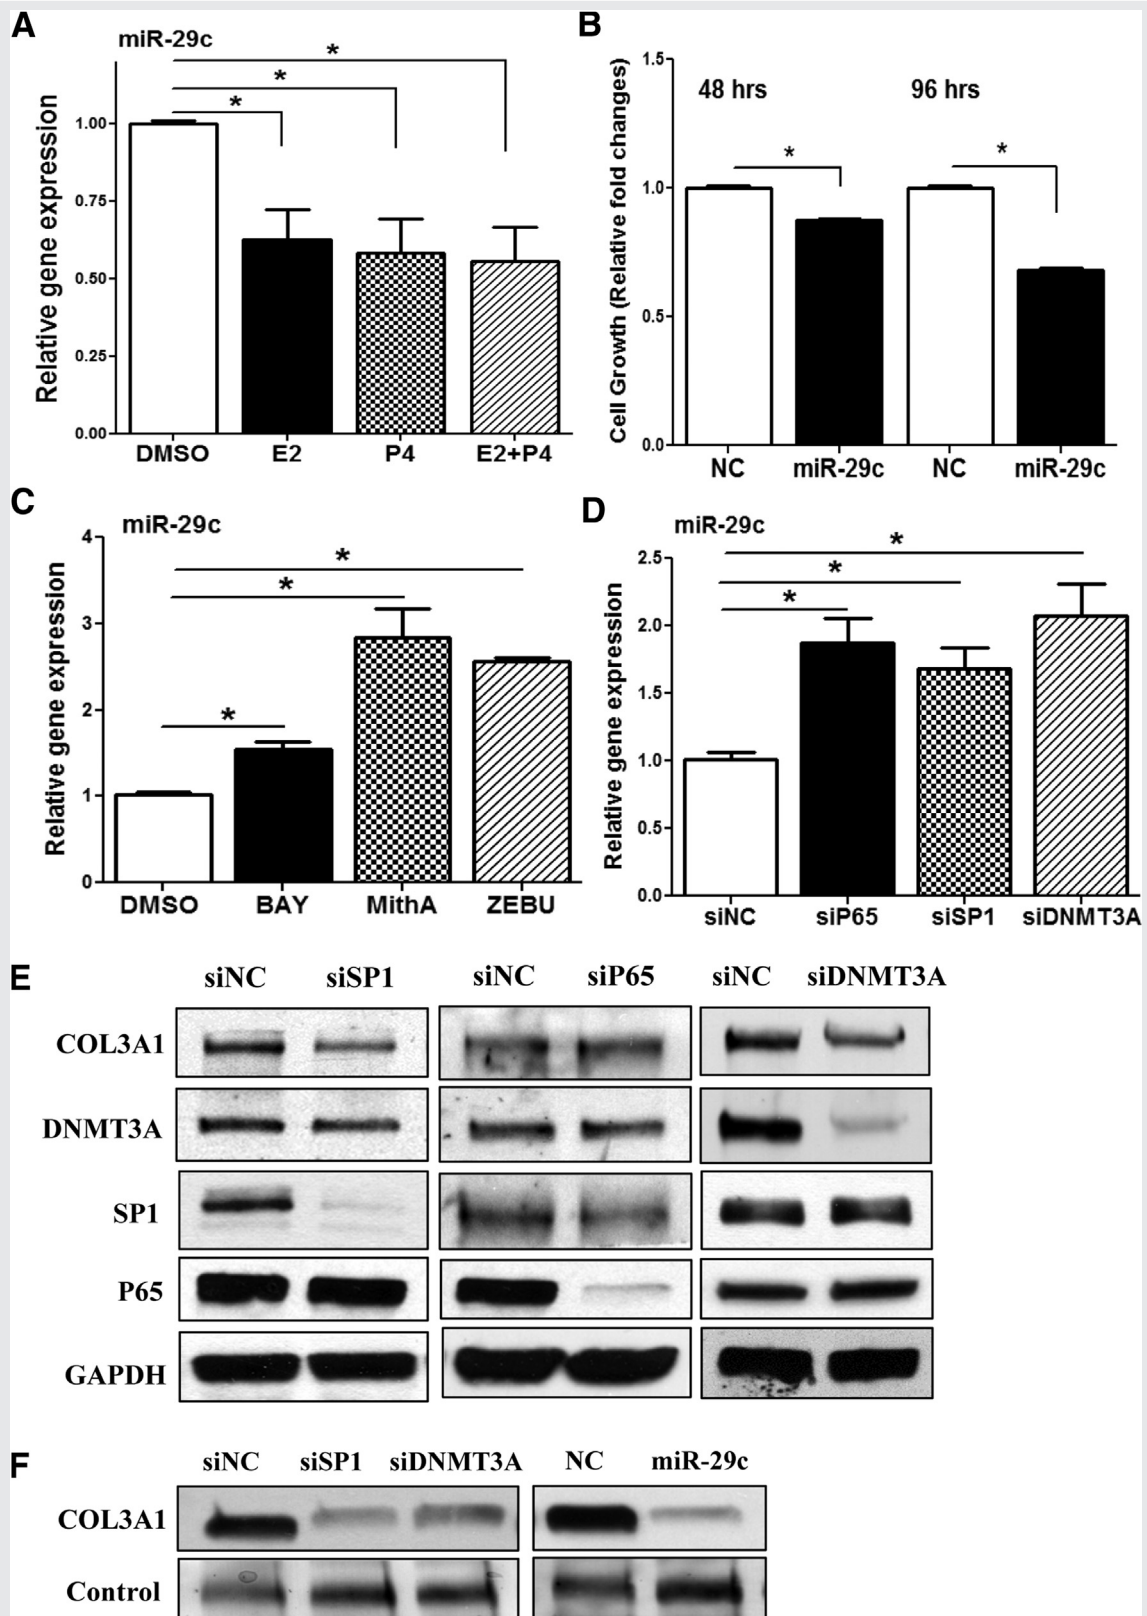 A
miR-29c
*
*
*
Relative gene expression
1.00
0.75
0.50
0.25
0.00
DMSO E2 P4 E2+P4
B
Cell Growth (Relative fold changes)
1.5
1.0
0.5
0.0
48 hrs 96 hrs
* *
NC miR-29c NC miR-29c
C
miR-29c
*
*
*
Relative gene expression
4
3
2
1
0
DMSO BAY MithA ZEBU
D
miR-29c
*
*
*
Relative gene expression
2.5
2.0
1.5
1.0
0.5
0.0
siNC siP65 siSP1 siDNMT3A
E
siNC siSP1 siNC siP65 siNC siDNMT3A
COL3A1
DNMT3A
SP1
P65
GAPDH
F
siNC siSP1 siDNMT3A NC miR-29c
COL3A1
Control